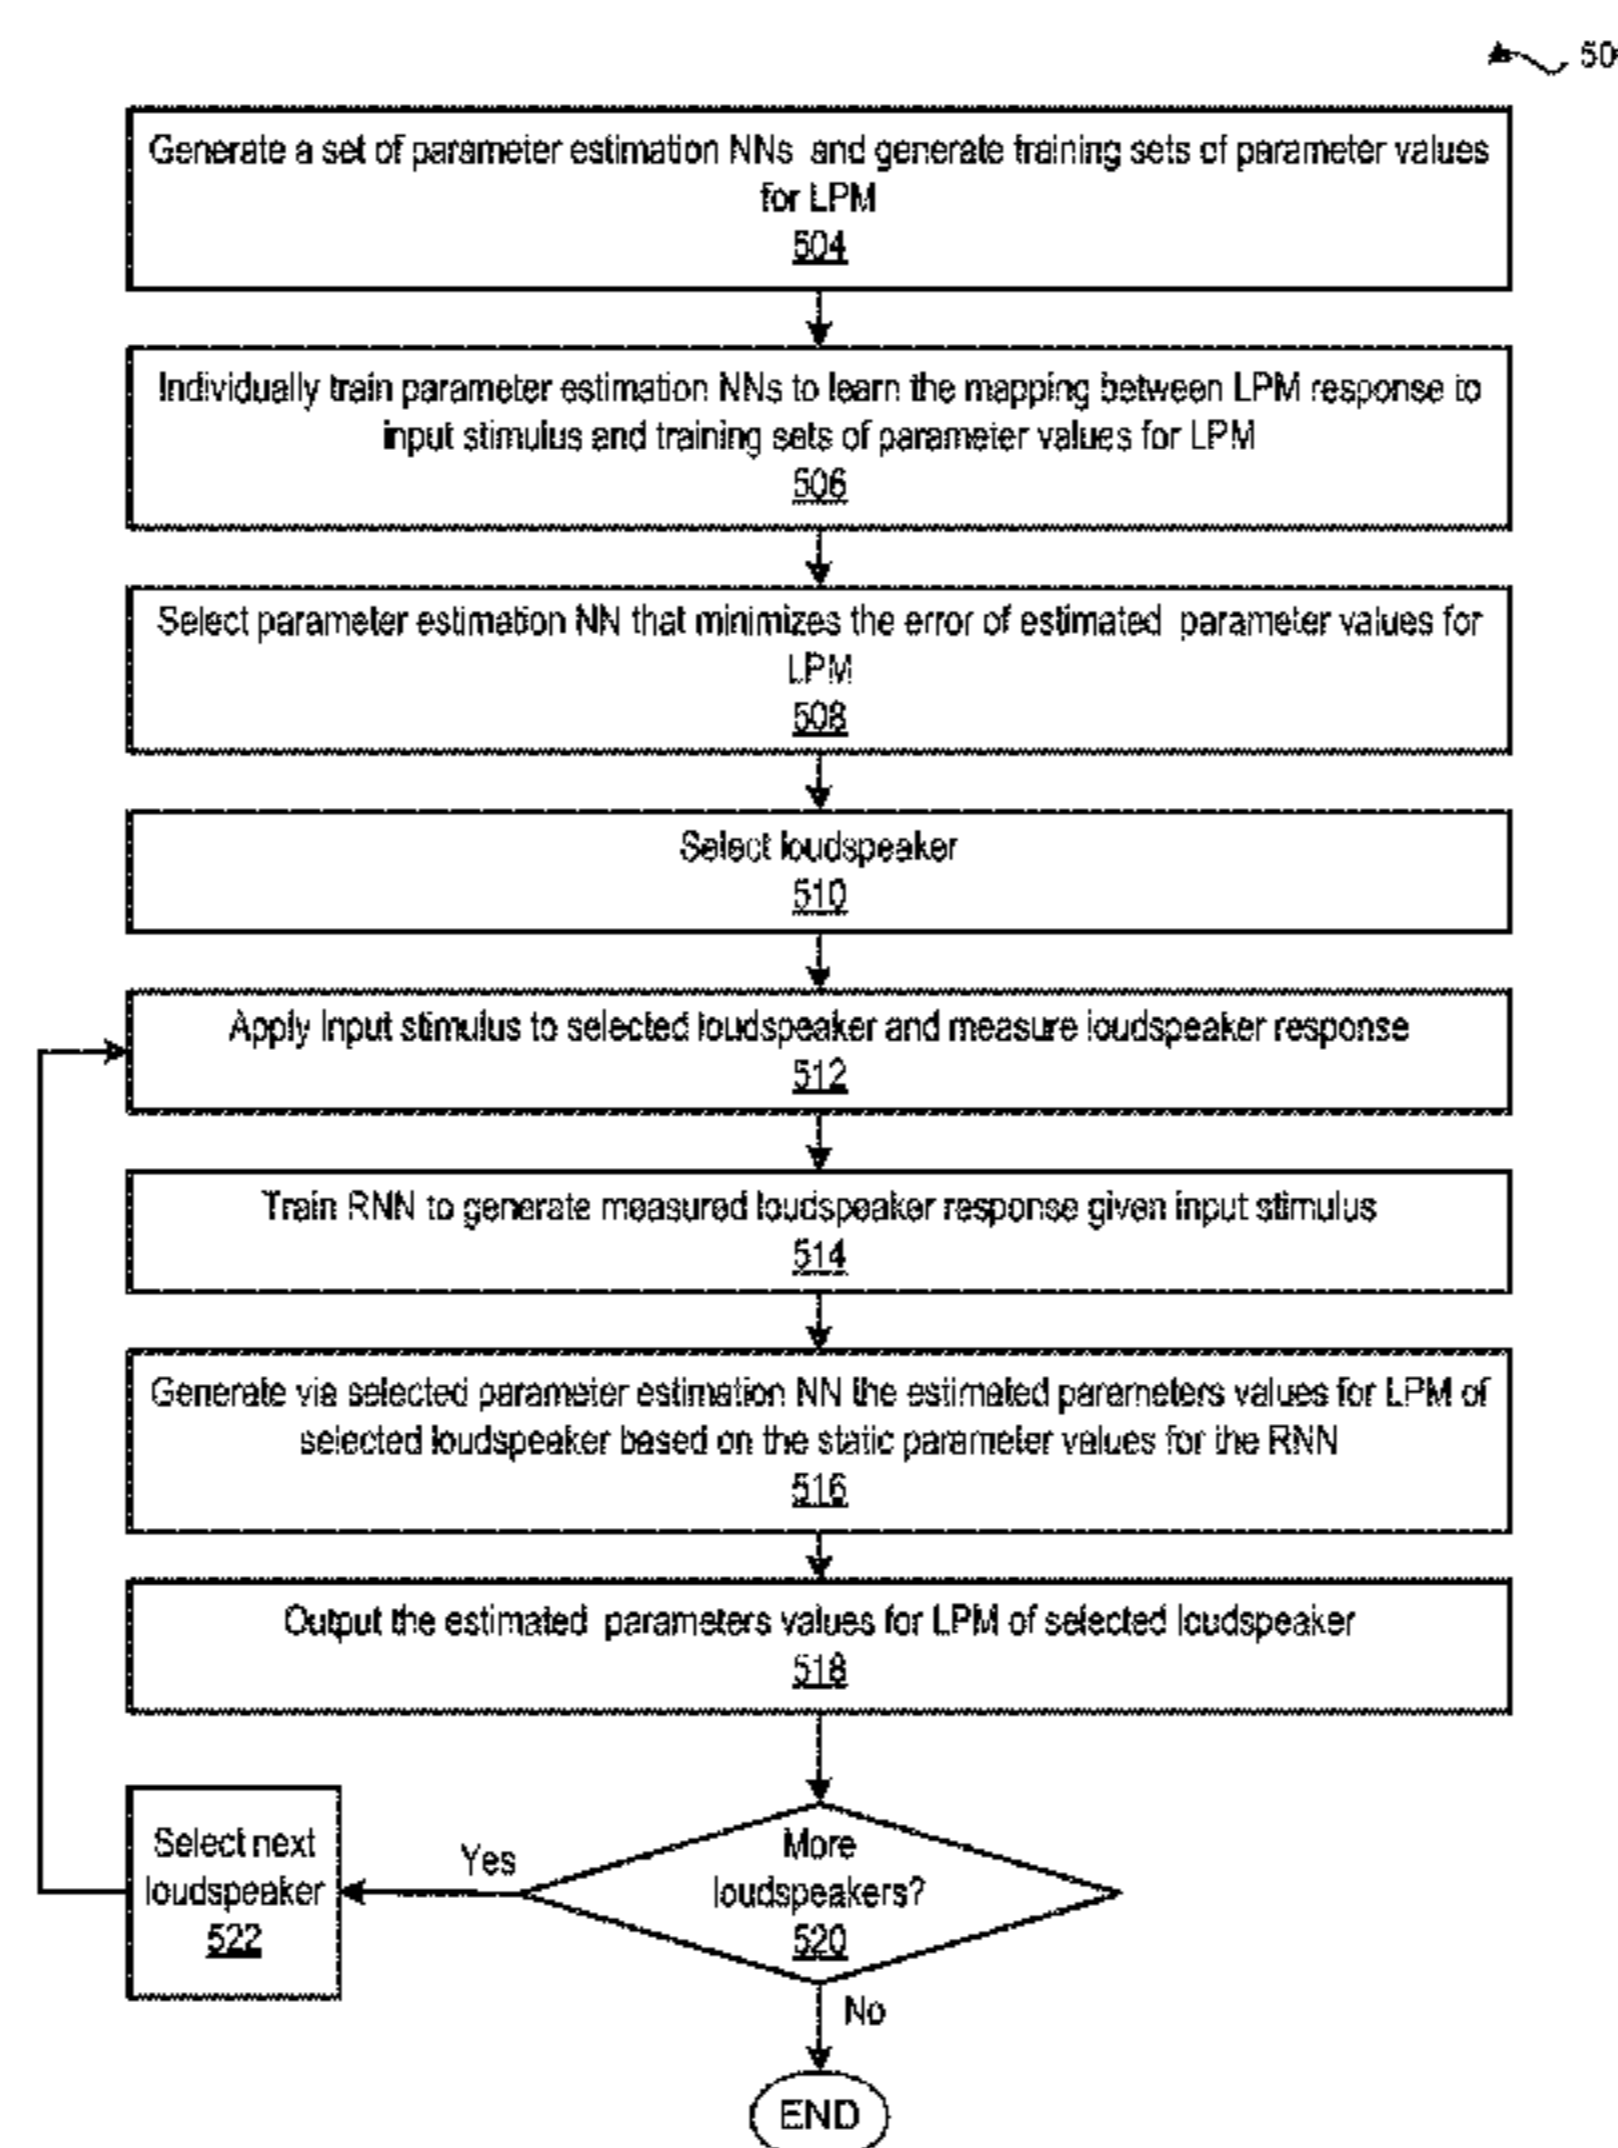 50
Generate a set of parameter estimation NNs and generate training sets of parameter values
for LPM
504
Individually train parameter estimation NNs to learn the mapping between LPM response to
input stimulus and training sets of parameter values for LPM
506
Select parameter estimation NN that minimizes the error of estimated parameter values for
LPM
508
Select loudspeaker
510
Apply Input stimulus to selected loudspeaker and measure loudspeaker response
512
Train RNN to generate measured loudspeaker response given input stimulus
514
Generate via selected parameter estimation NN the estimated parameters values for LPM of
selected loudspeaker based on the static parameter values for the RNN
516
Output the estimated parameters values for LPM of selected loudspeaker
518
More
loudspeakers?
520
Yes
Select next
loudspeaker
522
No
END